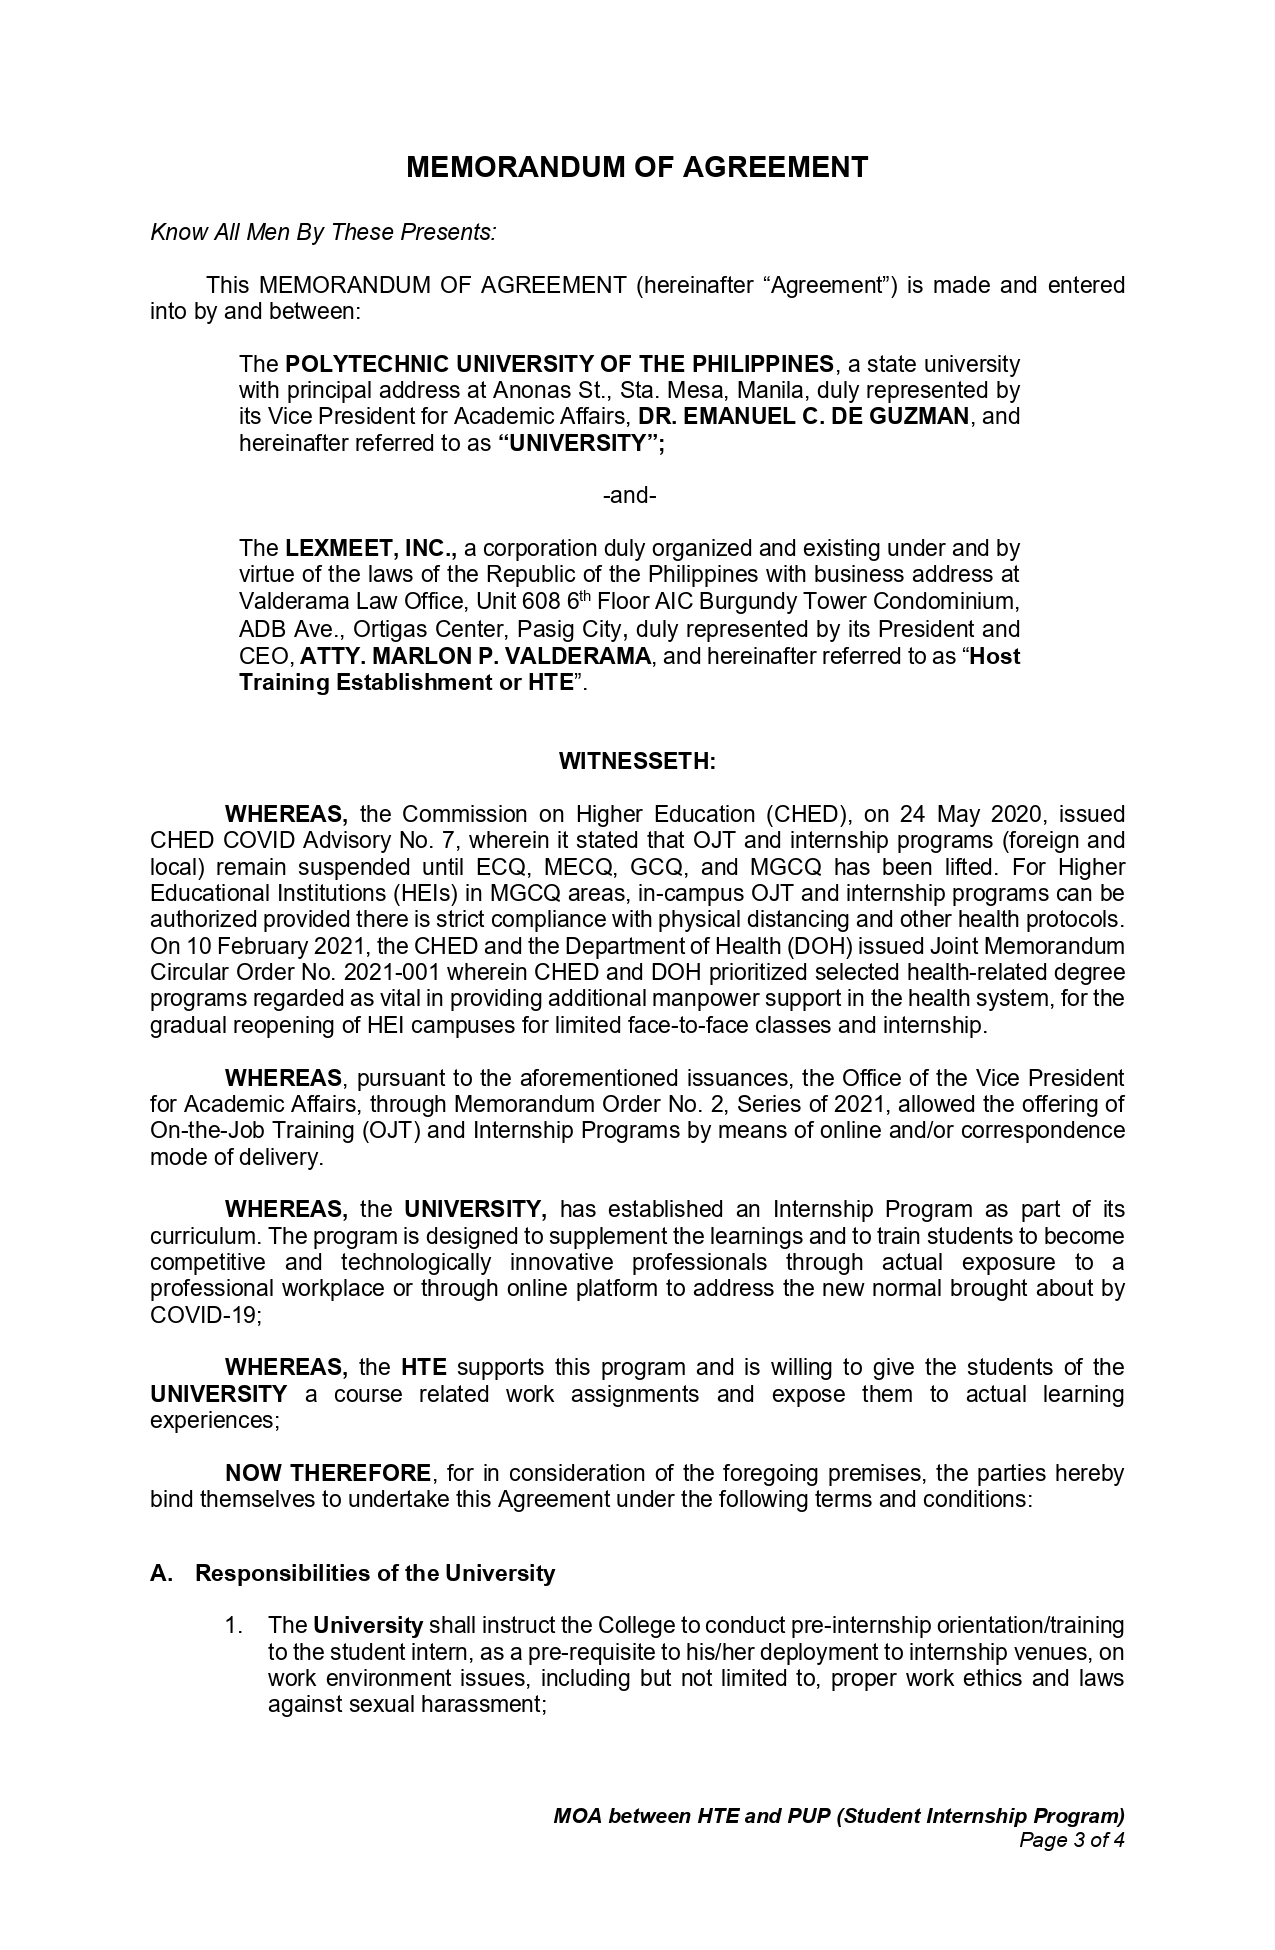 MEMORANDUM OF AGREEMENT
Know All Men By These Presents:
This MEMORANDUM OF AGREEMENT (hereinafter “Agreement”) is made and entered
into by and between:
The POLYTECHNIC UNIVERSITY OF THE PHILIPPINES, a state university
with principal address at Anonas St., Sta. Mesa, Manila, duly represented by
its Vice President for Academic Affairs, DR. EMANUEL C. DE GUZMAN, and
hereinafter referred to as “UNIVERSITY”;
-and-
The LEXMEET, INC., a corporation duly organized and existing under and by
virtue of the laws of the Republic of the Philippines with business address at
Valderama Law Office, Unit 608 6th Floor AIC Burgundy Tower Condominium,
ADB Ave., Ortigas Center, Pasig City, duly represented by its President and
CEO, ATTY. MARLON P. VALDERAMA, and hereinafter referred to as “Host
Training Establishment or HTE”.
WITNESSETH:
WHEREAS, the Commission on Higher Education (CHED), on 24 May 2020, issued
CHED COVID Advisory No. 7, wherein it stated that OJT and internship programs (foreign and
local) remain suspended until ECQ, MECQ, GCQ, and MGCQ has been lifted. For Higher
Educational Institutions (HEIs) in MGCQ areas, in-campus OJT and internship programs can be
authorized provided there is strict compliance with physical distancing and other health protocols.
On 10 February 2021, the CHED and the Department of Health (DOH) issued Joint Memorandum
Circular Order No. 2021-001 wherein CHED and DOH prioritized selected health-related degree
programs regarded as vital in providing additional manpower support in the health system, for the
gradual reopening of HEI campuses for limited face-to-face classes and internship.
WHEREAS, pursuant to the aforementioned issuances, the Office of the Vice President
for Academic Affairs, through Memorandum Order No. 2, Series of 2021, allowed the offering of
On-the-Job Training (OJT) and Internship Programs by means of online and/or correspondence
mode of delivery.
WHEREAS, the UNIVERSITY, has established an Internship Program as part of its
curriculum. The program is designed to supplement the learnings and to train students to become
competitive and technologically innovative professionals through actual exposure to a
professional workplace or through online platform to address the new normal brought about by
COVID-19;
WHEREAS, the HTE supports this program and is willing to give the students of the
UNIVERSITY a course related work assignments and expose them to actual learning
experiences;
NOW THEREFORE, for in consideration of the foregoing premises, the parties hereby
bind themselves to undertake this Agreement under the following terms and conditions:
A. Responsibilities of the University
1. The University shall instruct the College to conduct pre-internship orientation/training
to the student intern, as a pre-requisite to his/her deployment to internship venues, on
work environment issues, including but not limited to, proper work ethics and laws
against sexual harassment;
MOA between HTE and PUP (Student Internship Program)
Page 3 of 4